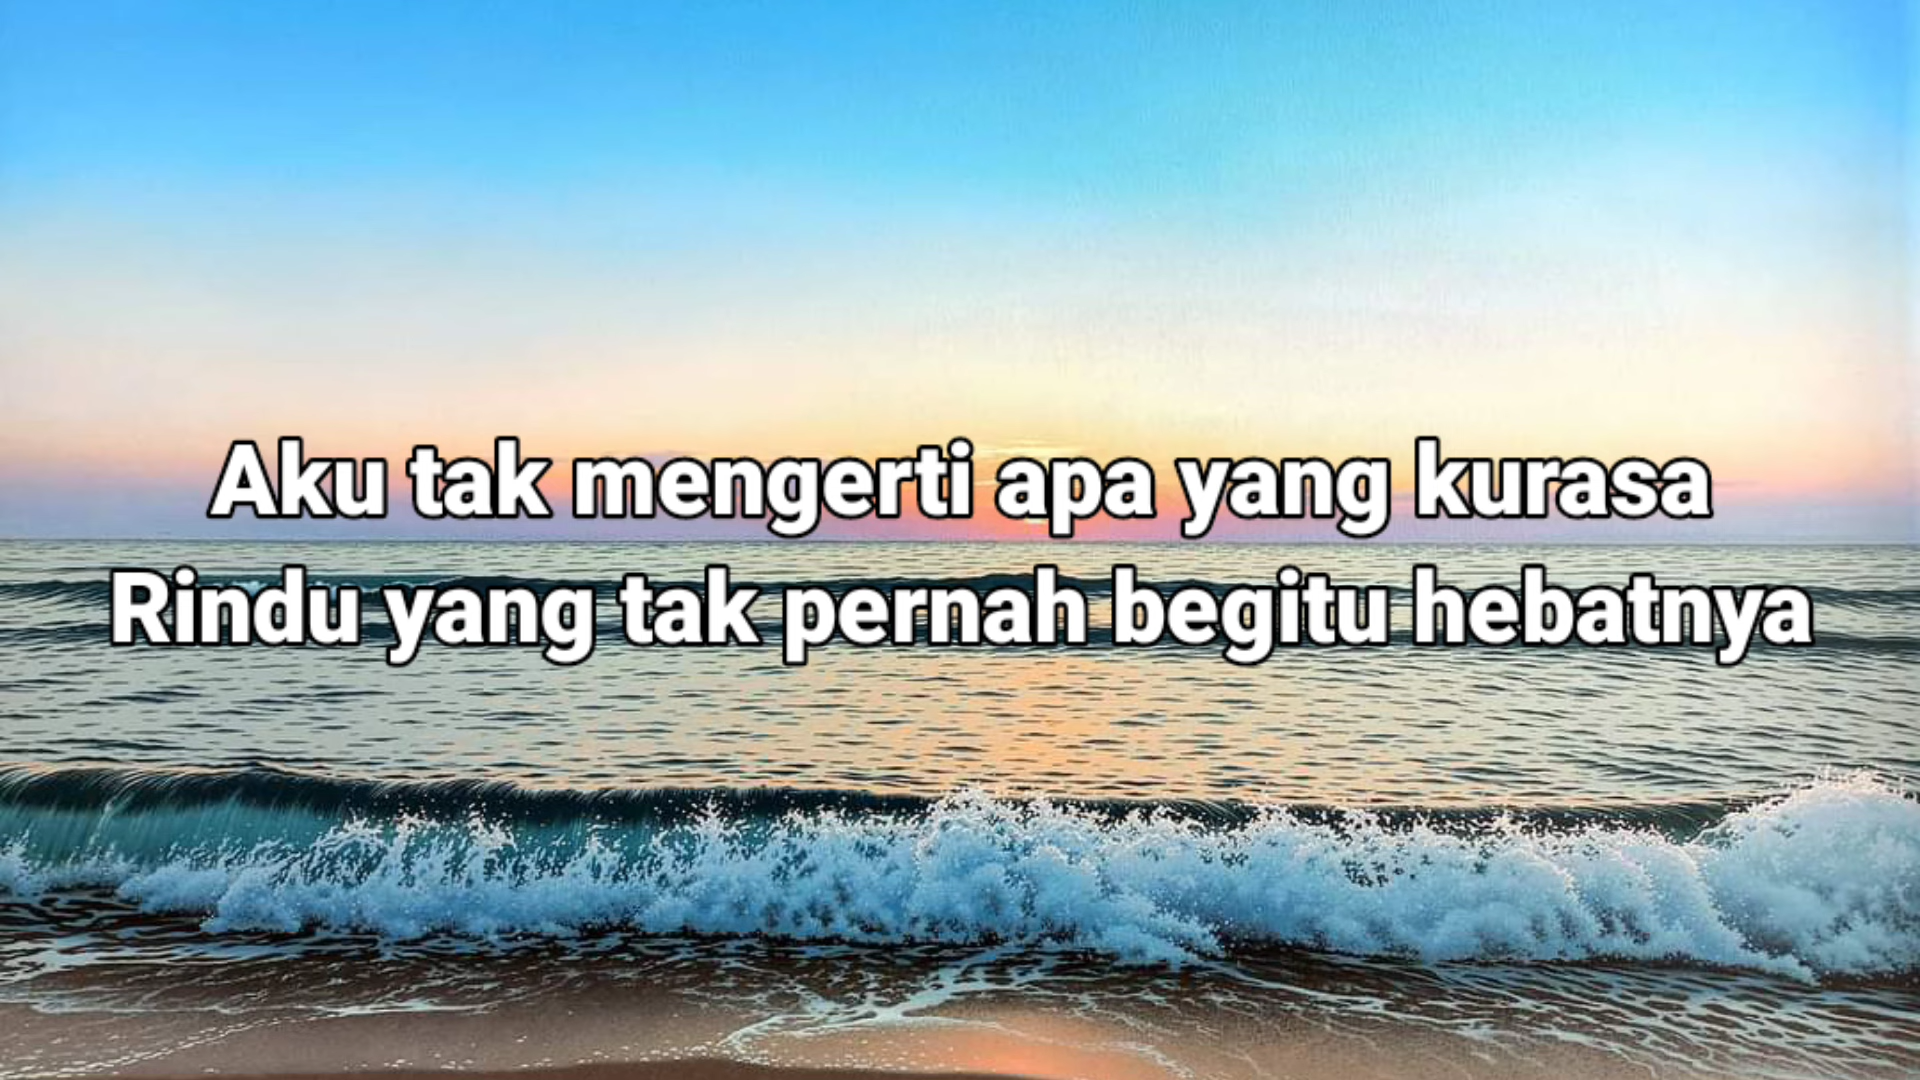 Aku tak mengerti apa yang kurasa
Rindu yang tak pernah begitu hebatnya